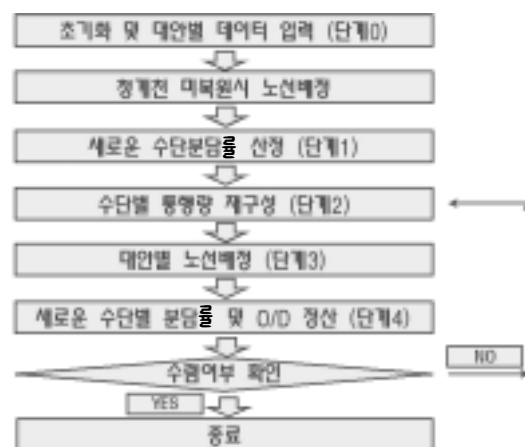 초기화 및 대안별 데이터 입력 (단계0)
청계천 미복원시 노선배정
새로운 수단분담률 산정 (단계1)
수단별 통행량 재구성 (단계2)
대안별 노선배정 (단계3)
새로운 수단별 분담률 및 O/D 정산 (단계4)
수렴여부 확인
NO
YES
종료